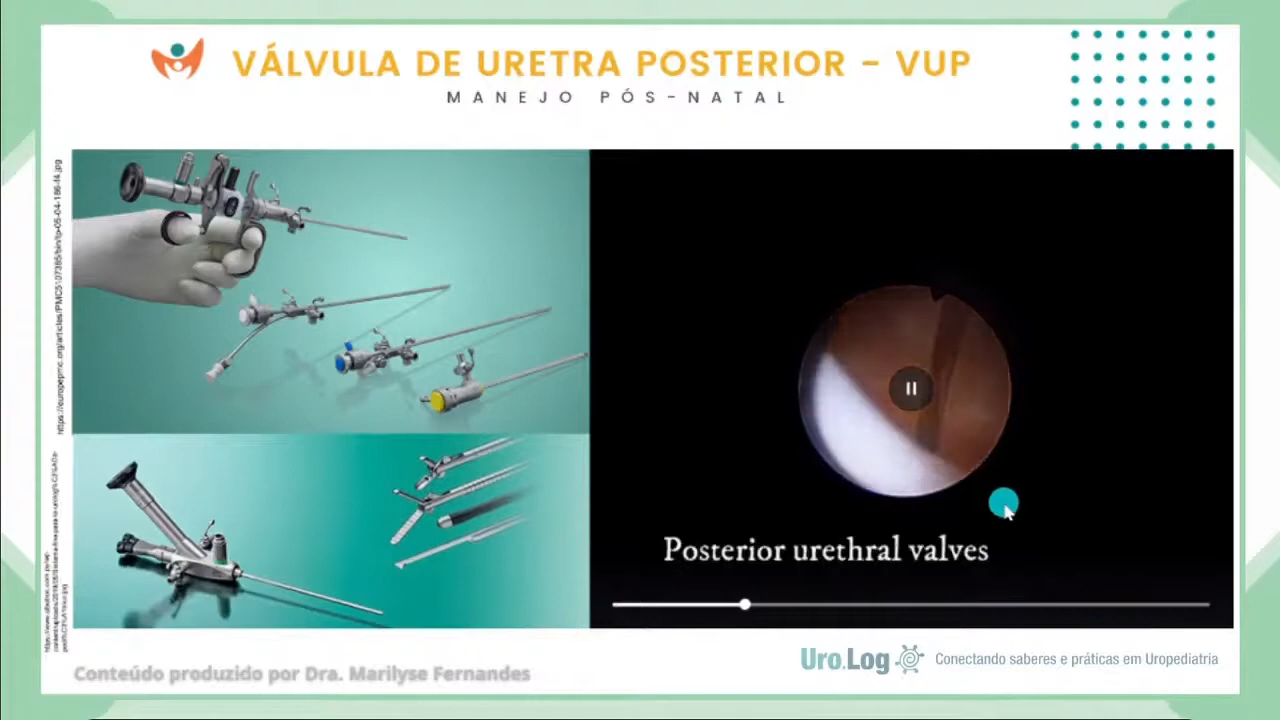 VÁLVULA DE URETRA POSTERIOR - VUP
MANEJO PÓS-NATAL
Posterior urethral valves
Conteúdo produzido por Dra. Marilyse Fernandes
Uro.Log
Conectando saberes e práticas em Uropediatria